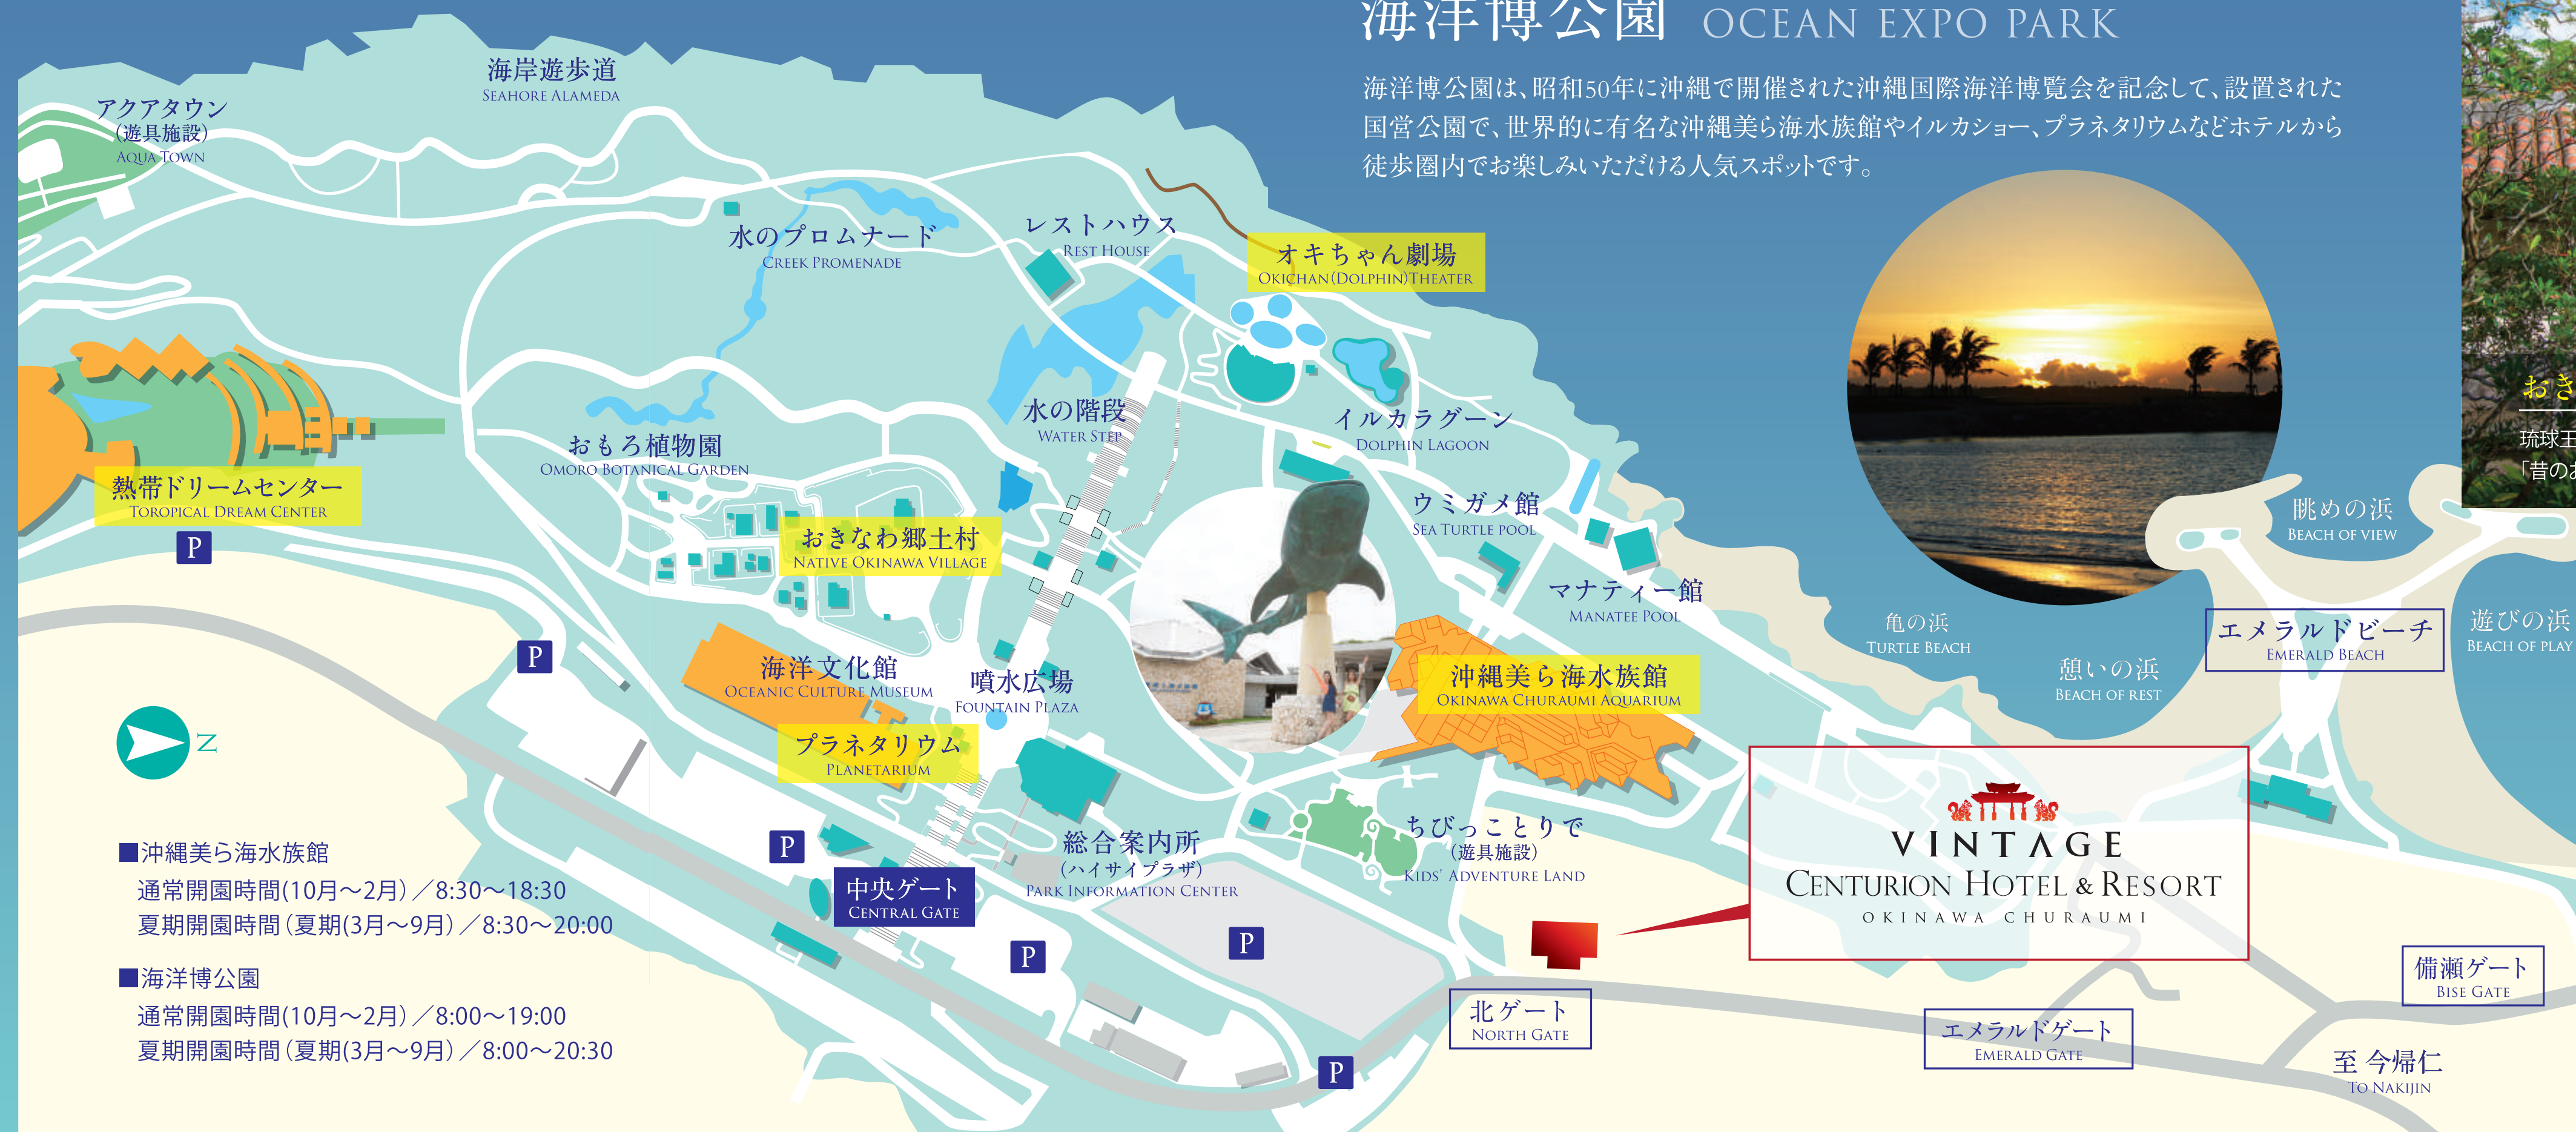 海洋博公園 OCEAN EXPO PARK
海洋博公園は、昭和50年に沖縄で開催された沖縄国際海洋博覧会を記念して、設置された
国営公園で、世界的に有名な沖縄美ら海水族館やイルカショー、プラネタリウムなどホテルから
徒歩圏内でお楽しみいただける人気スポットです。
海岸遊歩道
SEAHORE ALAMEDA
アクアタウン
(遊具施設)
AQUA TOWN
水のプロムナード
CREEK PROMENADE
レストハウス
REST HOUSE
オキちゃん劇場
OKICHAN(DOLPHIN)THEATER
水の階段
WATER STEP
イルカラグーン
DOLPHIN LAGOON
おもろ植物園
OMORO BOTANICAL GARDEN
熱帯ドリームセンター
TOROPICAL DREAM CENTER
P
おきなわ郷土村
NATIVE OKINAWA VILLAGE
ウミガメ館
SEA TURTLE POOL
マナティー館
MANATEE POOL
おき
琉球王
「昔のお
眺めの浜
BEACH OF VIEW
亀の浜
TURTLE BEACH
憩いの浜
BEACH OF REST
エメラルドビーチ
EMERALD BEACH
遊びの浜
BEACH OF PLAY
P
海洋文化館
OCEANIC CULTURE MUSEUM
噴水広場
FOUNTAIN PLAZA
沖縄美ら海水族館
OKINAWA CHURAUMI AQUARIUM
プラネタリウム
PLANETARIUM
N
P
総合案内所
(ハイサイプラザ)
PARK INFORMATION CENTER
ちびっことりで
(遊具施設)
KIDS' ADVENTURE LAND
VINTAGE
CENTURION HOTEL & RESORT
OKINAWA CHURAUMI
中央ゲート
CENTRAL GATE
P
P
P
北ゲート
NORTH GATE
エメラルドゲート
EMERALD GATE
備瀬ゲート
BISE GATE
至 今帰仁
TO NAKIJIN
■沖縄美ら海水族館
通常開園時間(10月〜2月)／8:30〜18:30
夏期開園時間(夏期(3月〜9月)／8:30〜20:00
■海洋博公園
通常開園時間(10月〜2月)／8:00〜19:00
夏期開園時間(夏期(3月〜9月)／8:00〜20:30